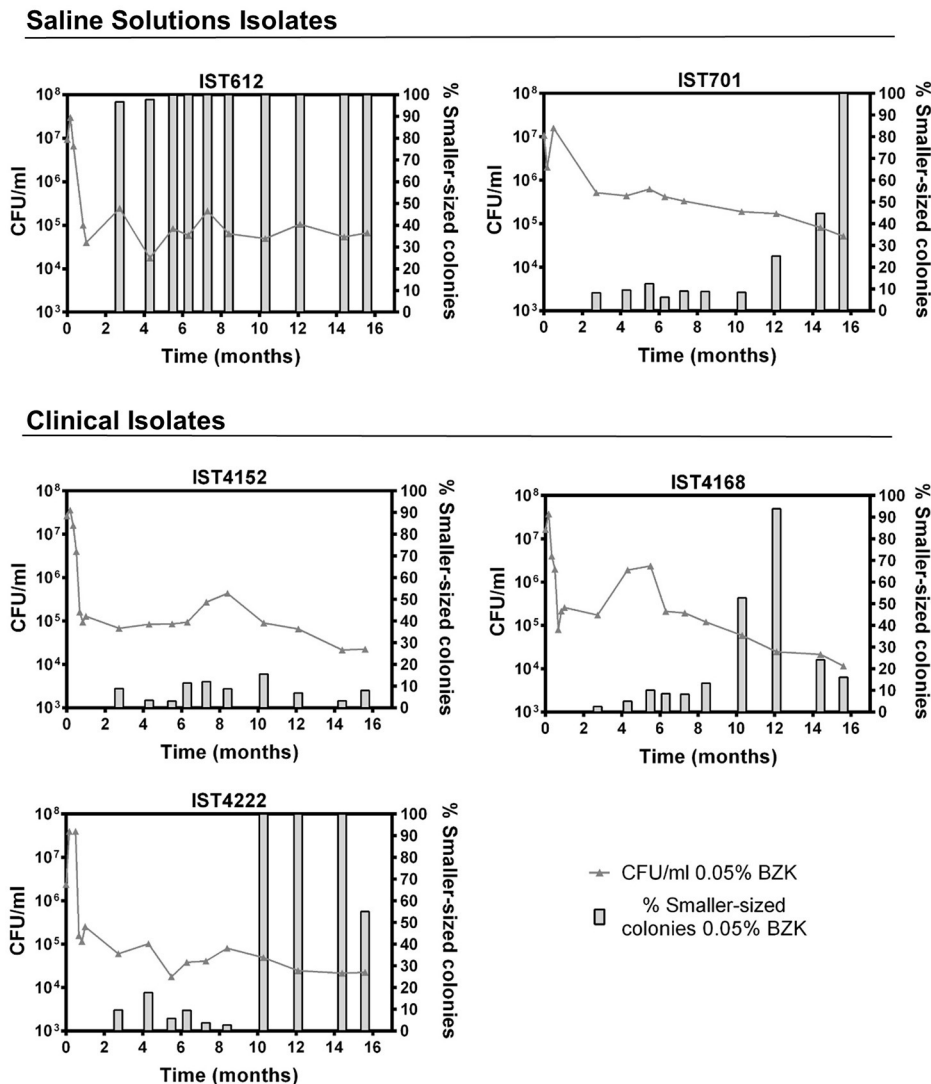 Saline Solutions Isolates
IST612
10⁸
10⁷
10⁶
10⁵
10⁴
10³
CFU/ml
100
90
80
70
60
50
40
30
20
10
0
% Smaller-sized colonies
0 2 4 6 8 10 12 14 16
Time (months)
IST701
10⁸
10⁷
10⁶
10⁵
10⁴
10³
CFU/ml
100
90
80
70
60
50
40
30
20
10
0
% Smaller-sized colonies
0 2 4 6 8 10 12 14 16
Time (months)
Clinical Isolates
IST4152
10⁸
10⁷
10⁶
10⁵
10⁴
10³
CFU/ml
100
90
80
70
60
50
40
30
20
10
0
% Smaller-sized colonies
0 2 4 6 8 10 12 14 16
Time (months)
IST4168
10⁸
10⁷
10⁶
10⁵
10⁴
10³
CFU/ml
100
90
80
70
60
50
40
30
20
10
0
% Smaller-sized colonies
0 2 4 6 8 10 12 14 16
Time (months)
IST4222
10⁸
10⁷
10⁶
10⁵
10⁴
10³
CFU/ml
100
90
80
70
60
50
40
30
20
10
0
% Smaller-sized colonies
0 2 4 6 8 10 12 14 16
Time (months)
CFU/ml 0.05% BZK
% Smaller-sized
colonies 0.05% BZK